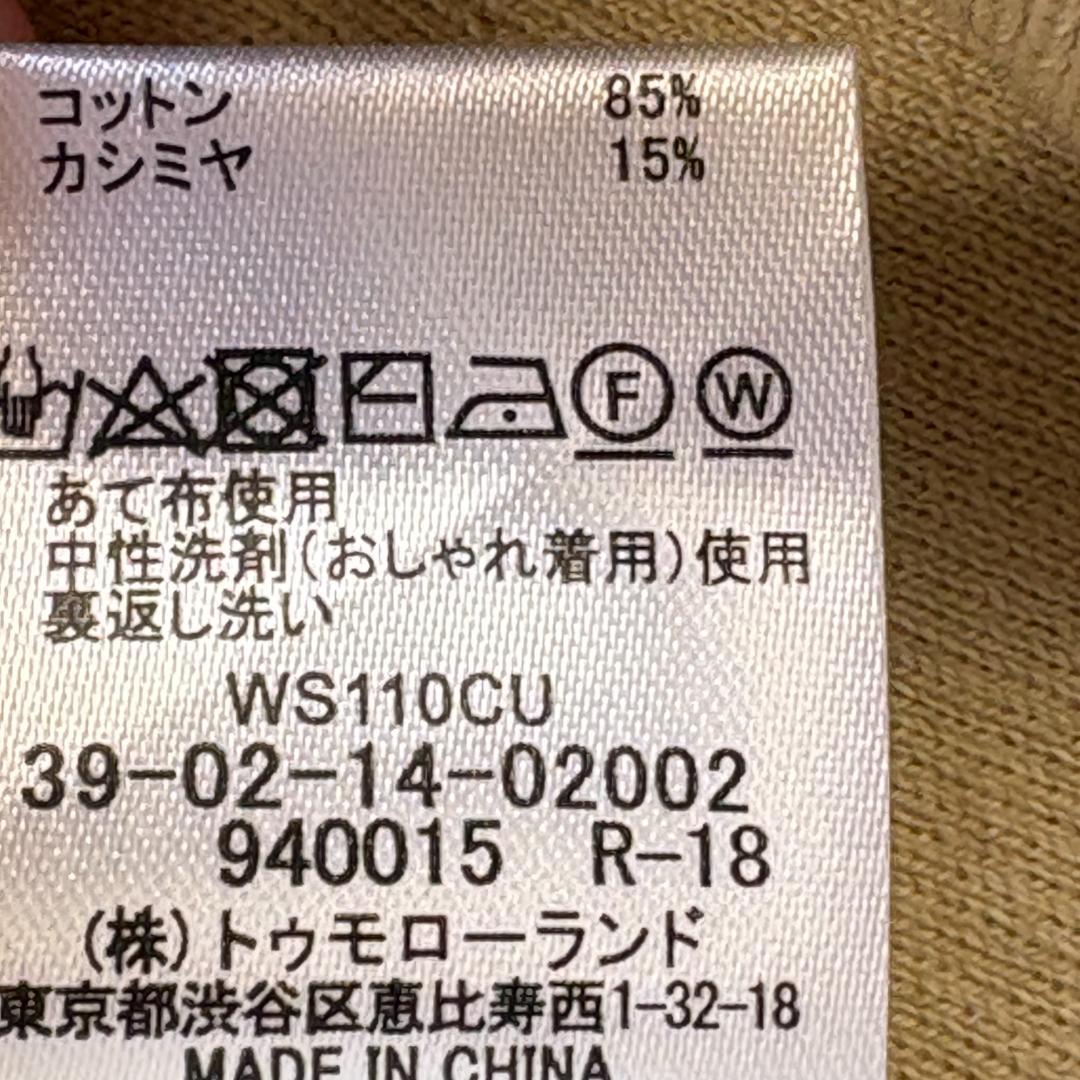 コットン 85%
カシミヤ 15%
F W
あて布使用
中性洗剤(おしゃれ着用)使用
裏返し洗い
WS110CU
39-02-14-02002
940015 R-18
(株)トゥモローランド
東京都渋谷区恵比寿西1-32-18
MADE IN CHINA